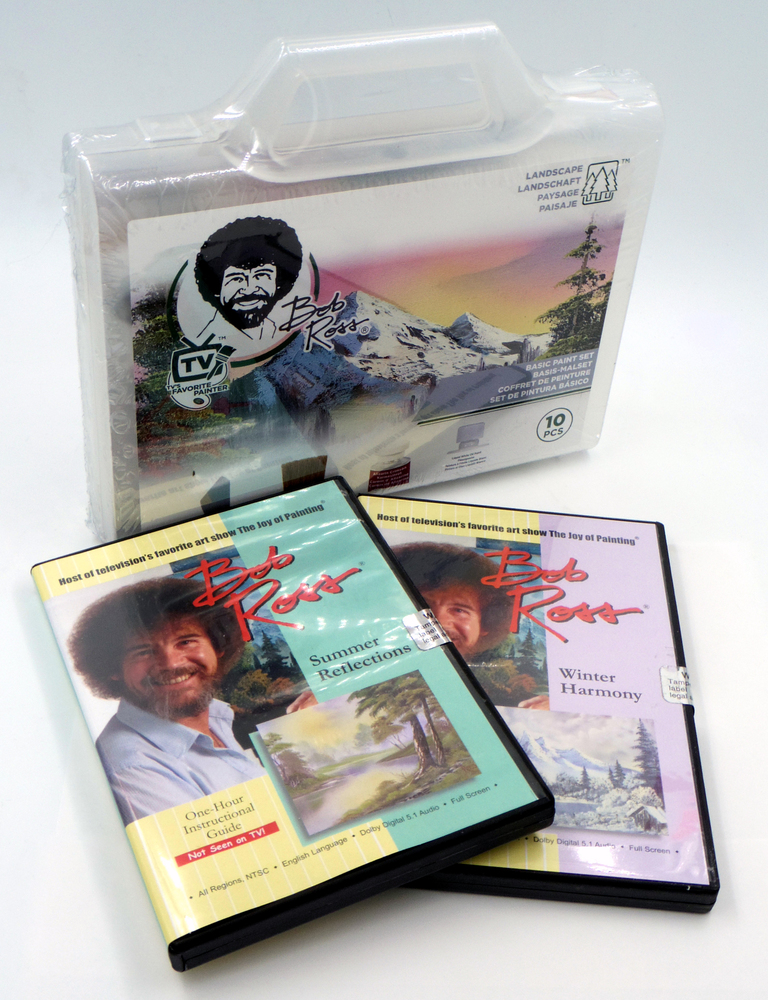 LANDSCAPE
LANDSCHAFT
PAYSAGE
PAISAJE
TM
Bob
Ross®
TV
TM
TV'S
FAVORITE
PAINTER
BASIC PAINT SET
BASIS-MALSET
COFFRET DE PEINTURE
SET DE PINTURA BÁSICO
10
PCS
Host of television's favorite art show The Joy of Painting®
Bob
Ross®
Summer
Reflections
One-Hour
Instructional
Guide
Not Seen on TV!
• All Regions, NTSC • English Language • Dolby Digital 5.1 Audio • Full Screen •
Host of television's favorite art show The Joy of Painting®
Bob
Ross®
Winter
Harmony
• Dolby Digital 5.1 Audio • Full Screen •